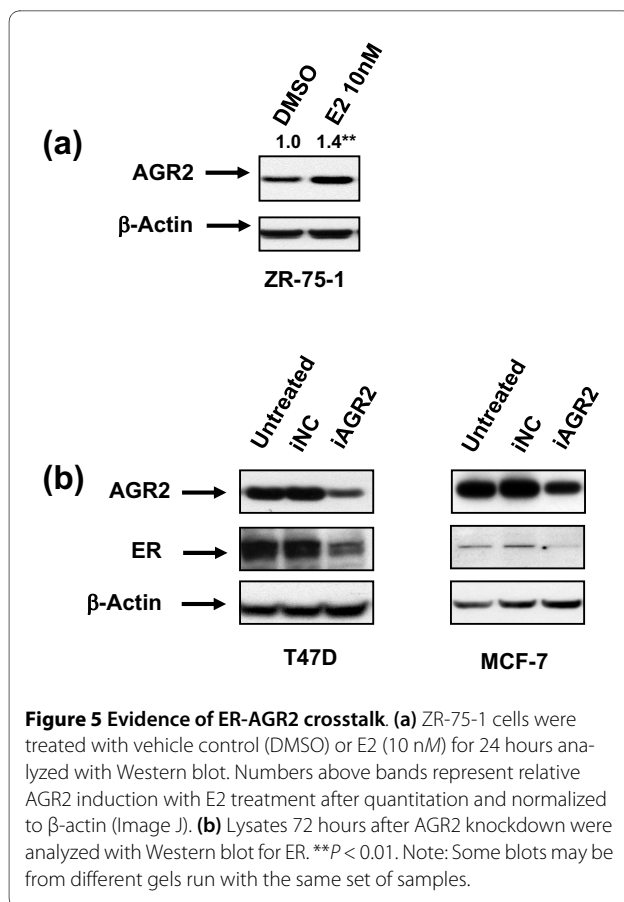 DMSO
E2 10nM
1.0 1.4**
(a)
AGR2
β-Actin
ZR-75-1
Untreated
iNC
iAGR2
Untreated
iNC
iAGR2
(b)
AGR2
ER
β-Actin
T47D
MCF-7
Figure 5 Evidence of ER-AGR2 crosstalk. (a) ZR-75-1 cells were
treated with vehicle control (DMSO) or E2 (10 nM) for 24 hours ana-
lyzed with Western blot. Numbers above bands represent relative
AGR2 induction with E2 treatment after quantitation and normalized
to β-actin (Image J). (b) Lysates 72 hours after AGR2 knockdown were
analyzed with Western blot for ER. **P < 0.01. Note: Some blots may be
from different gels run with the same set of samples.